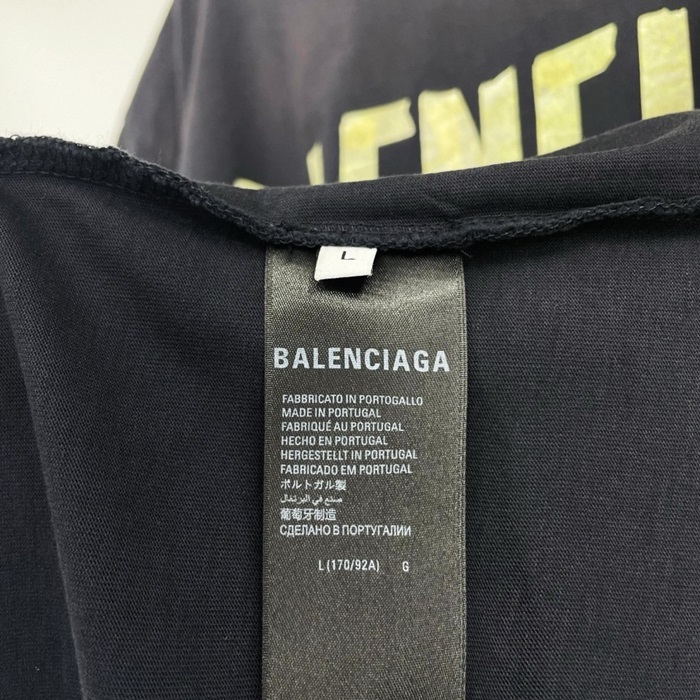 LENCI
L
BALENCIAGA
FABBRICATO IN PORTOGALLO
MADE IN PORTUGAL
FABRIQUÉ AU PORTUGAL
HECHO EN PORTUGAL
HERGESTELLT IN PORTUGAL
FABRICADO EM PORTUGAL
ポルトガル製
صنع في البرتغال
葡萄牙制造
СДЕЛАНО В ПОРТУГАЛИИ
L (170/92A) G